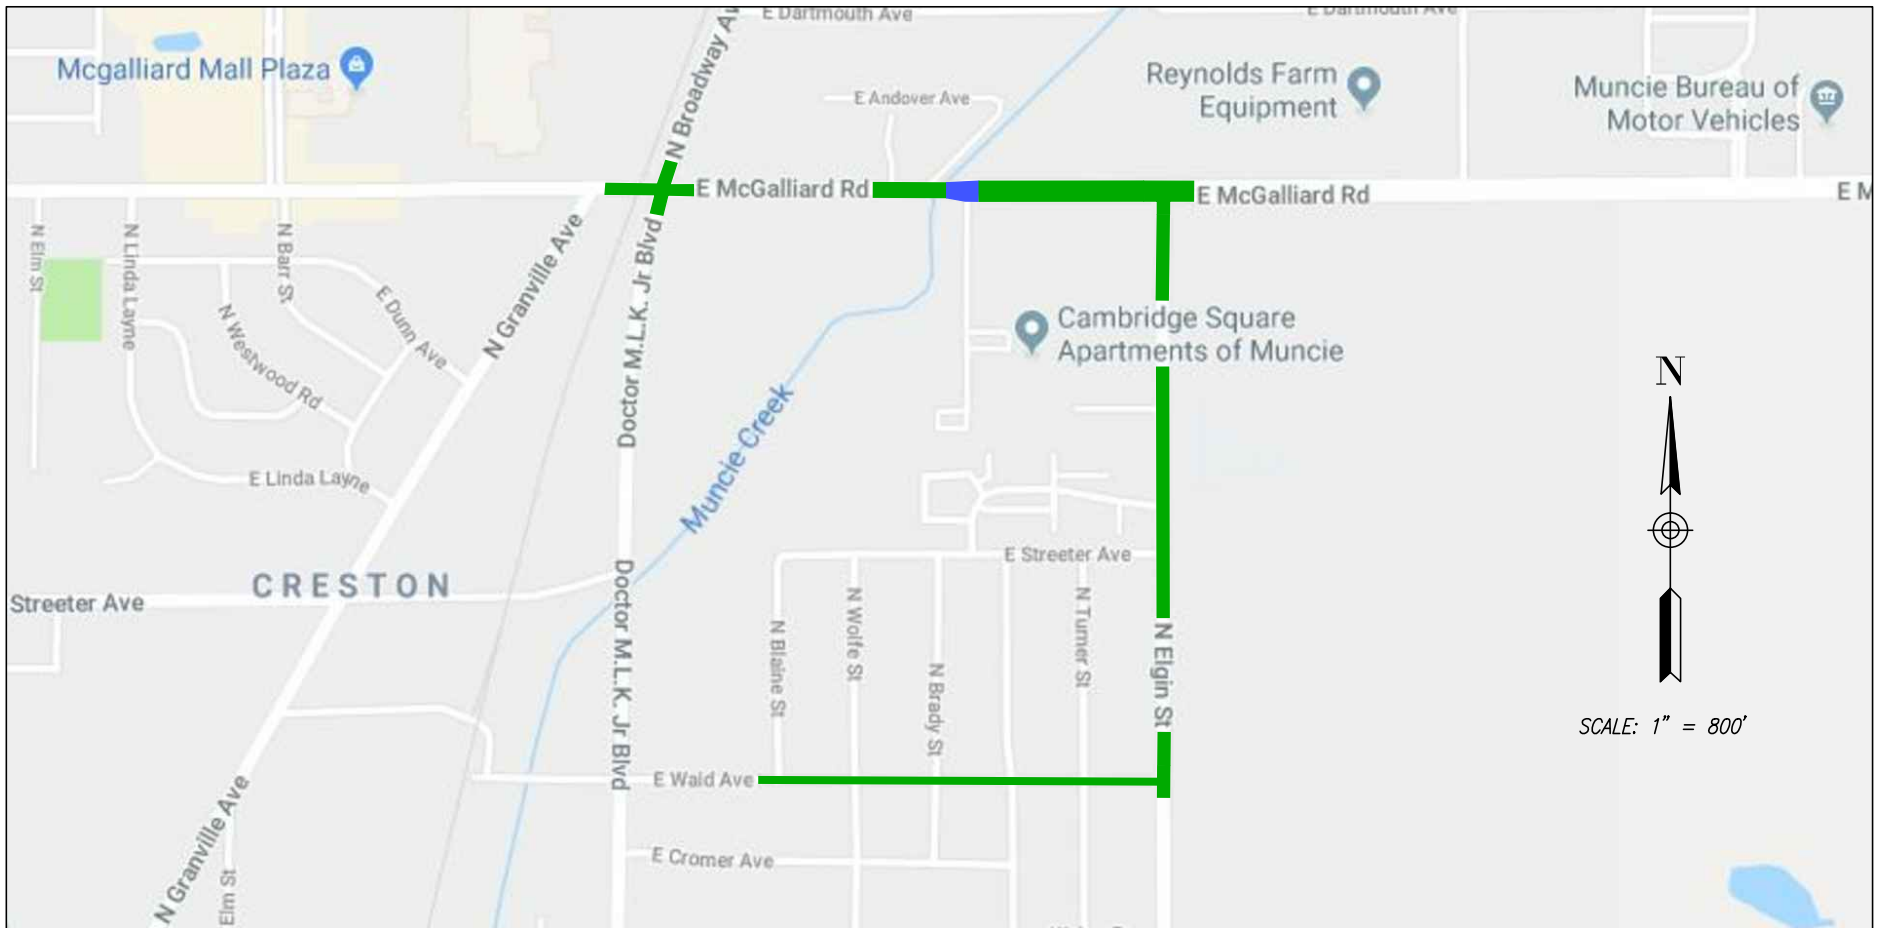 E Dartmouth Ave
E Dartmouth Ave
Mcgalliard Mall Plaza
N Broadway Av
E Andover Ave
Reynolds Farm
Equipment
Muncie Bureau of
Motor Vehicles
E McGalliard Rd
E McGalliard Rd
E M
N Elm St
N Linda Layne
N Barr St
E Dunn Ave
N Westwood Rd
N Granville Ave
Doctor M.L.K. Jr Blvd
Cambridge Square
Apartments of Muncie
N
Muncie Creek
E Linda Layne
CRESTON
Streeter Ave
E Streeter Ave
Doctor M.L.K. Jr Blvd
N Blaine St
N Wolfe St
N Brady St
N Turner St
N Elgin St
SCALE: 1" = 800'
E Wald Ave
E Cromer Ave
N Granville Ave
Elm St